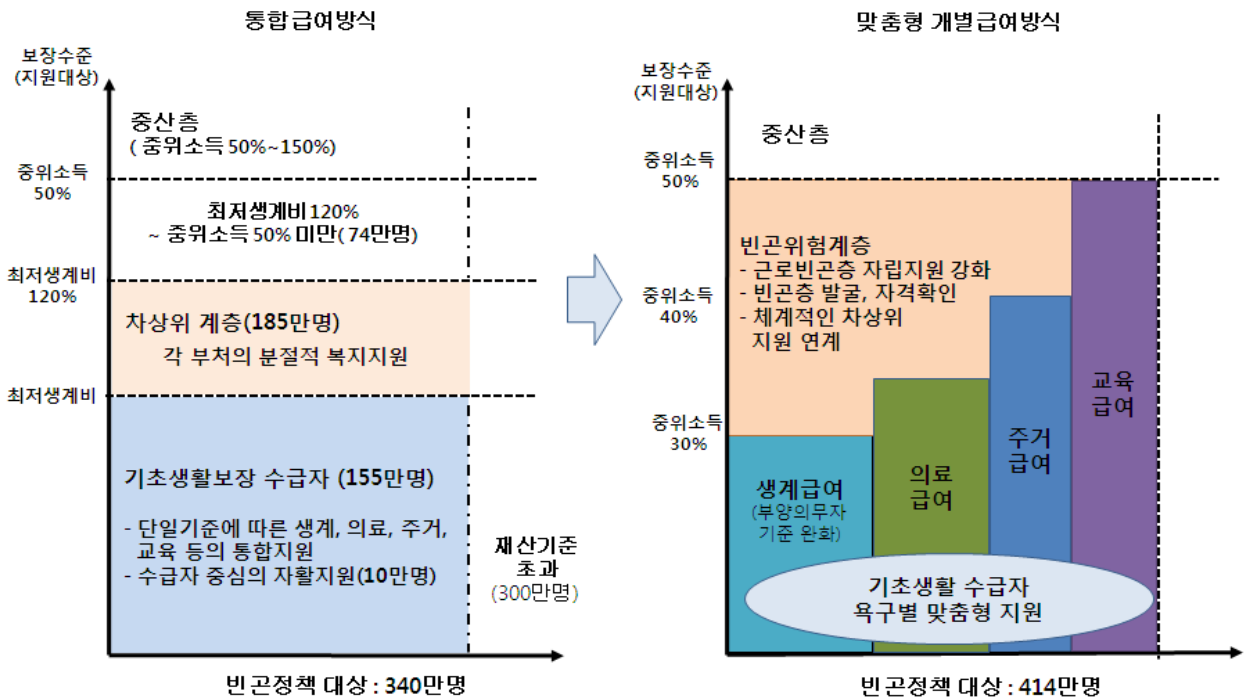 통합급여방식
보장수준
(지원대상)
중산층
( 중위소득 50%~150%)
중위소득
50%
최저생계비 120%
~ 중위소득 50% 미만( 74만명)
최저생계비
120%
차상위 계층(185만명)
각 부처의 분절적 복지지원
최저생계비
기초생활보장 수급자 (155만명)
- 단일기준에 따른 생계, 의료, 주거,
교육 등의 통합지원
- 수급자 중심의 자활지원(10만명)
재산기준
초과
(300만명)
빈곤정책 대상 : 340만명
맞춤형 개별급여방식
보장수준
(지원대상)
중산층
중위소득
50%
빈곤위험계층
- 근로빈곤층 자립지원 강화
- 빈곤층 발굴, 자격확인
- 체계적인 차상위
지원 연계
중위소득
40%
중위소득
30%
생계급여
(부양의무자
기준 완화)
의료
급여
주거
급여
교육
급여
기초생활 수급자
욕구별 맞춤형 지원
빈곤정책 대상 : 414만명